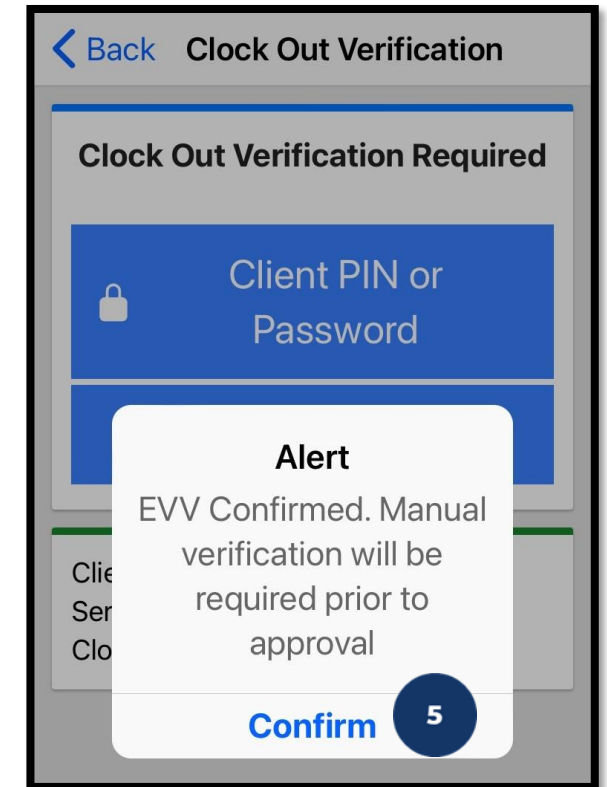 Back Clock Out Verification
Clock Out Verification Required
Client PIN or
Password
Alert
EVV Confirmed. Manual
verification will be
required prior to
approval
Confirm
5